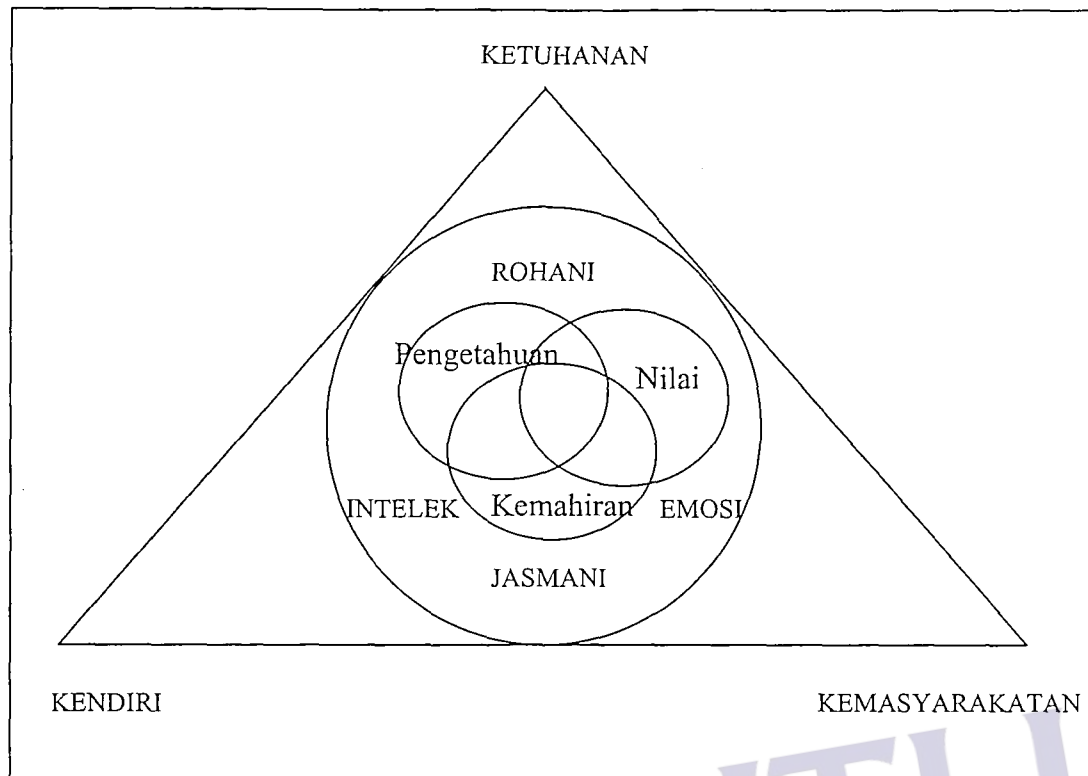 KETUHANAN
ROHANI
Pengetahuan
Nilai
INTELEK Kemahiran EMOSI
JASMANI
KENDIRI KEMASYARAKATAN